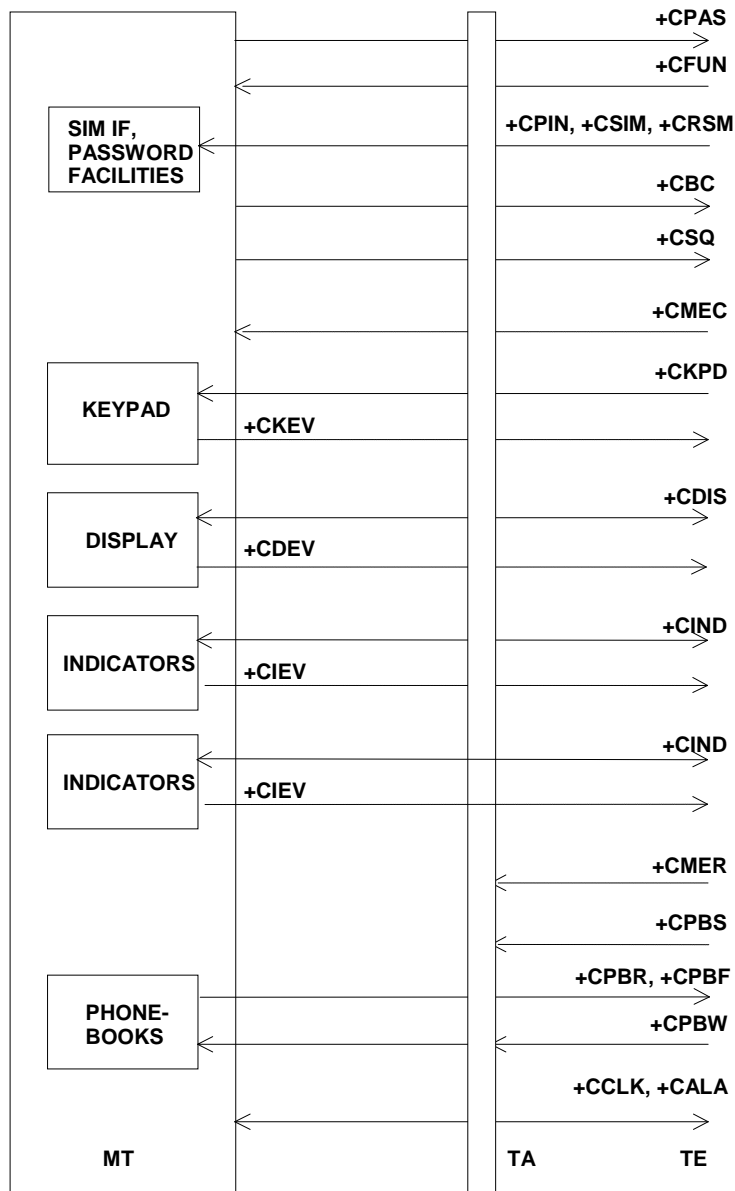 +CPAS
+CFUN
SIM IF,
PASSWORD
FACILITIES
+CPIN, +CSIM, +CRSM
+CBC
+CSQ
+CMEC
+CKPD
KEYPAD
+CKEV
+CDIS
DISPLAY
+CDEV
+CIND
INDICATORS
+CIEV
+CIND
INDICATORS
+CIEV
+CMER
+CPBS
+CPBR, +CPBF
PHONE-
BOOKS
+CPBW
+CCLK, +CALA
MT TA TE